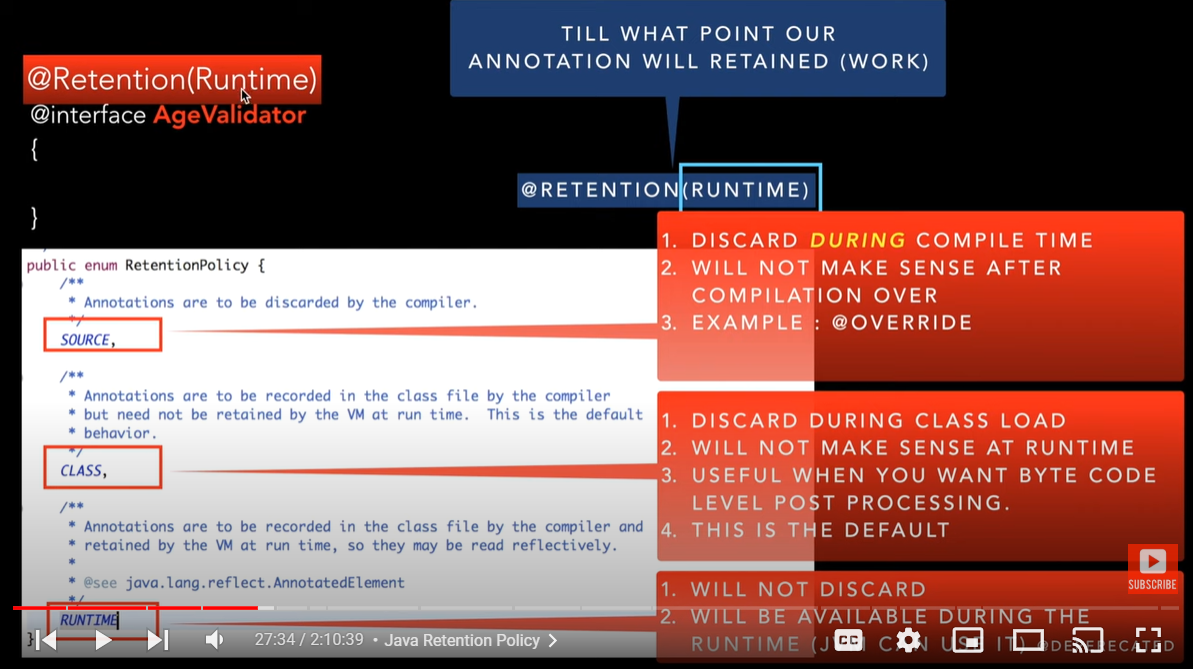 TILL WHAT POINT OUR
ANNOTATION WILL RETAINED (WORK)
@Retention(Runtime)
@interface AgeValidator
{
}
@RETENTION(RUNTIME)
public enum RetentionPolicy {
/**
* Annotations are to be discarded by the compiler.
*/
SOURCE,
/**
* Annotations are to be recorded in the class file by the compiler
* but need not be retained by the VM at run time.  This is the default
* behavior.
*/
CLASS,
/**
* Annotations are to be recorded in the class file by the compiler and
* retained by the VM at run time, so they may be read reflectively.
*
* @see java.lang.reflect.AnnotatedElement
*/
RUNTIME
}
1. DISCARD DURING COMPILE TIME
2. WILL NOT MAKE SENSE AFTER
COMPILATION OVER
3. EXAMPLE : @OVERRIDE
1. DISCARD DURING CLASS LOAD
2. WILL NOT MAKE SENSE AT RUNTIME
3. USEFUL WHEN YOU WANT BYTE CODE
LEVEL POST PROCESSING.
4. THIS IS THE DEFAULT
1. WILL NOT DISCARD
2. WILL BE AVAILABLE DURING THE
RUNTIME
SUBSCRIBE
27:34 / 2:10:39 • Java Retention Policy
CC